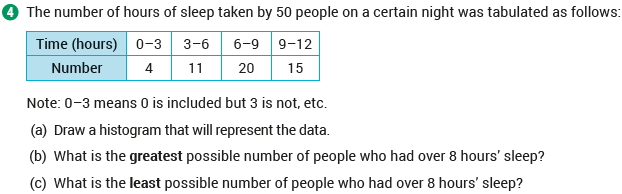 4 The number of hours of sleep taken by 50 people on a certain night was tabulated as follows:
Time (hours) 0–3 3–6 6–9 9–12
Number 4 11 20 15
Note: 0–3 means 0 is included but 3 is not, etc.
(a) Draw a histogram that will represent the data.
(b) What is the greatest possible number of people who had over 8 hours’ sleep?
(c) What is the least possible number of people who had over 8 hours’ sleep?